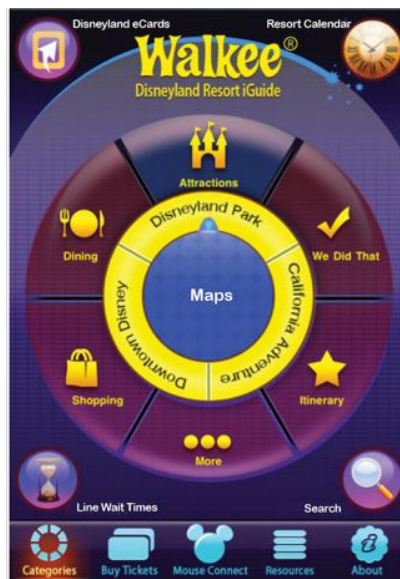 Disneyland eCards
Resort Calendar
Walkee®
Disneyland Resort iGuide
Attractions
Dining
We Did That
Disneyland Park
Downtown Disney
California Adventure
Maps
Shopping
Itinerary
More
Line Wait Times
Search
Categories
Buy Tickets
Mouse Connect
Resources
About